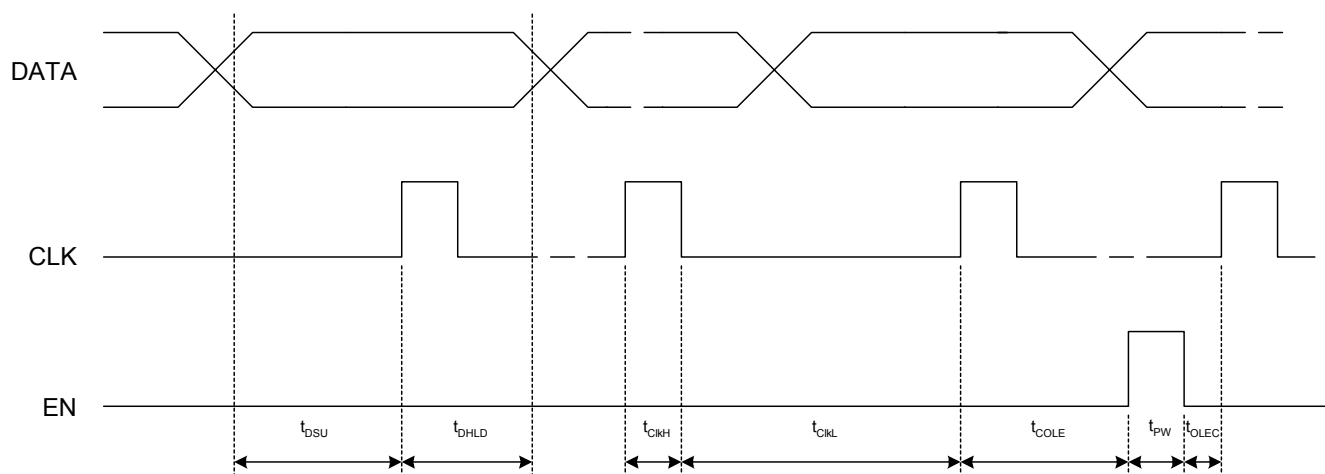 DATA
CLK
EN
tDSU
tDHLD
tClkH
tClkL
tCOLE
tPW
tOLEC